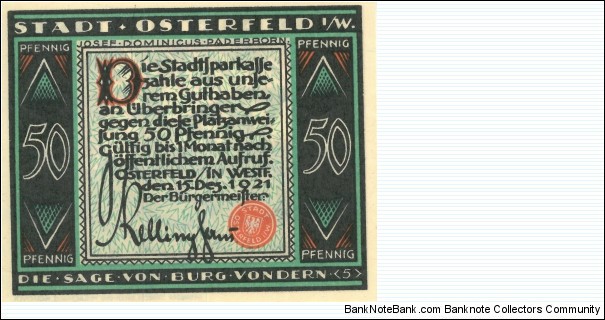 STADT · OSTERFELD I/W.
JOSEF-DOMINICUS-PADERBORN.
PFENNIG
PFENNIG
50
50
Die Stadtsparkasse
zahle aus unse-
rem Guthaben
an Überbringer
gegen diese Platzanwei-
sung 50 Pfennig.
Gültig bis 1 Monat nach
öffentlichem Aufruf.
OSTERFELD IN WESTF.
den 15. Dez. 1921
Der Bürgermeister
STADT
PFENNIG
PFENNIG
DIE · SAGE · VON · BURG · VONDERN · <5>
BankNoteBank.com - Banknote Collectors Community